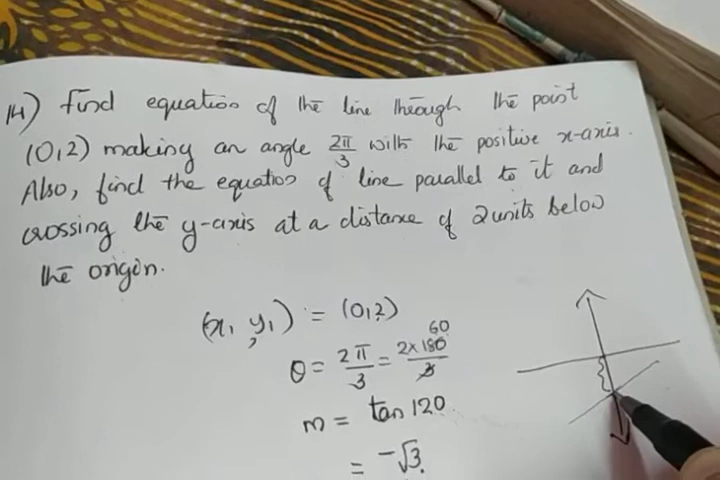 14) Find equation of the line through the point
(0,2) making an angle 2π/3 with the positive x-axis.
Also, find the equation of line parallel to it and
crossing the y-axis at a distance of 2 units below
the origin.
(x₁, y₁) = (0,2)
θ = 2π/3 = 2×180/3 60
m = tan 120
= -√3.